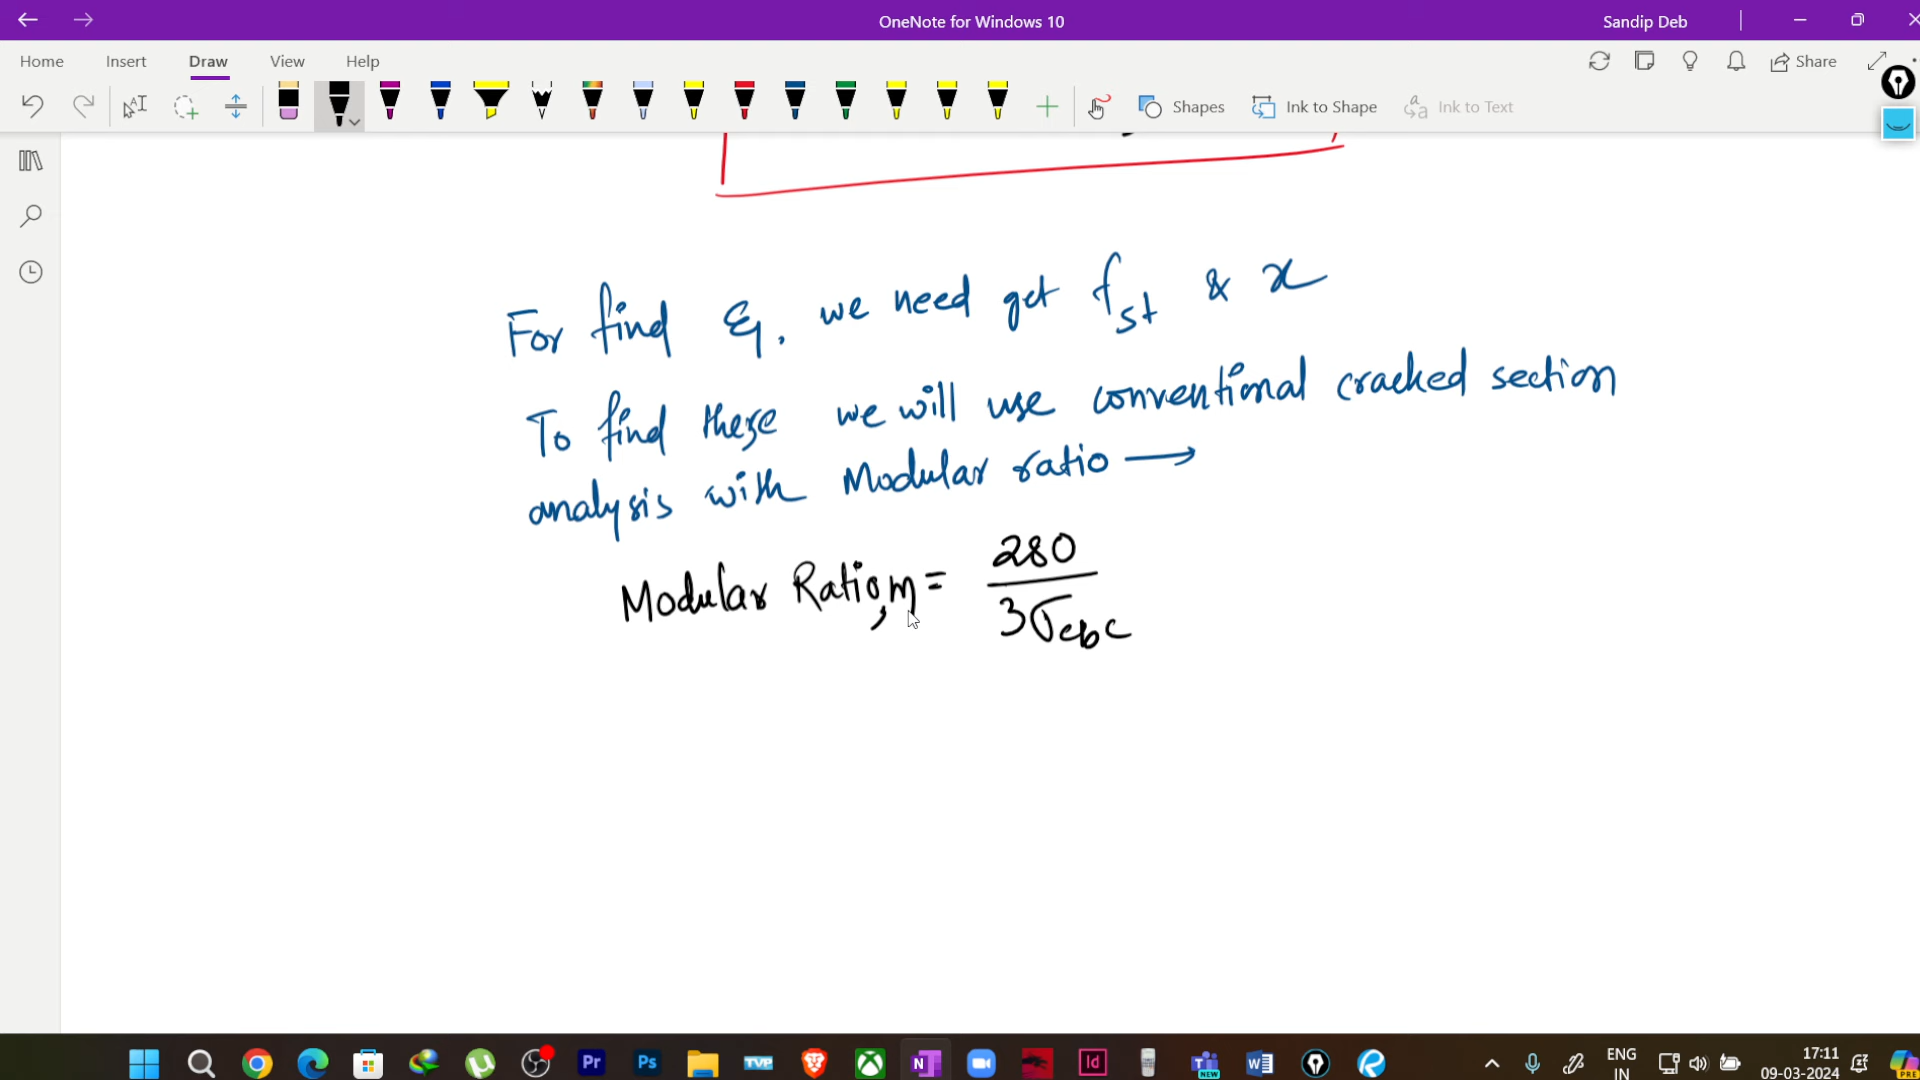 OneNote for Windows 10
Sandip Deb
Home Insert Draw View Help
Share
Shapes Ink to Shape Ink to Text
For find ε1, we need get fst & x
To find these we will use conventional cracked section
analysis with Modular ratio →
Modular Ratio, m = 280 / 3σcbc
ENG
IN
17:11
09-03-2024